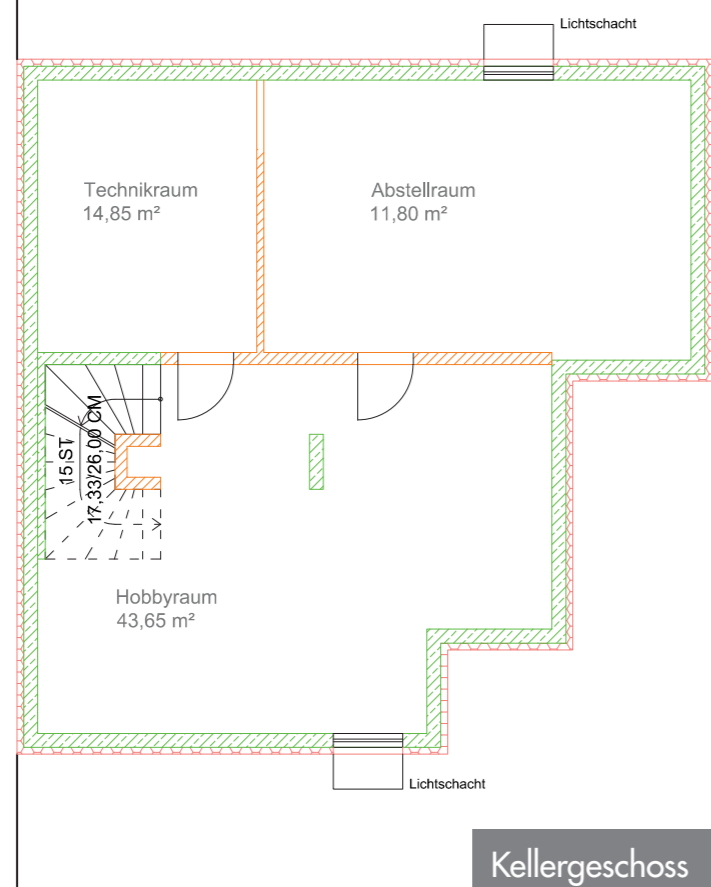 Lichtschacht
Technikraum
14,85 m²
Abstellraum
11,80 m²
15 ST
17,33/26,00 CM
Hobbyraum
43,65 m²
Lichtschacht
Kellergeschoss